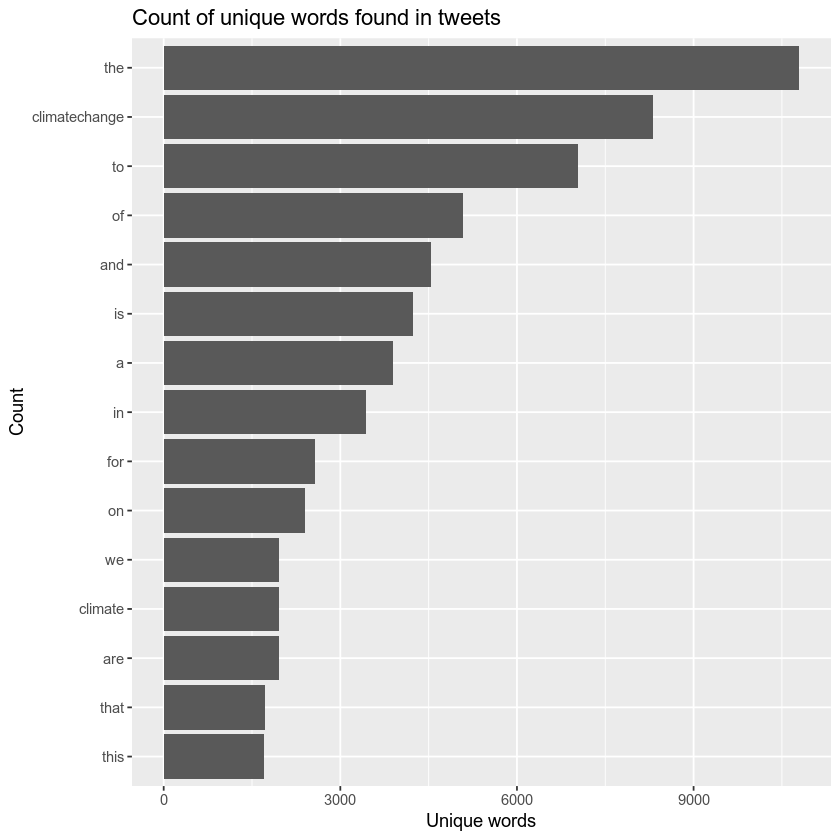 Count of unique words found in tweets
the
climatechange
to
of
and
is
a
in
for
on
we
climate
are
that
this
Count
0 3000 6000 9000
Unique words